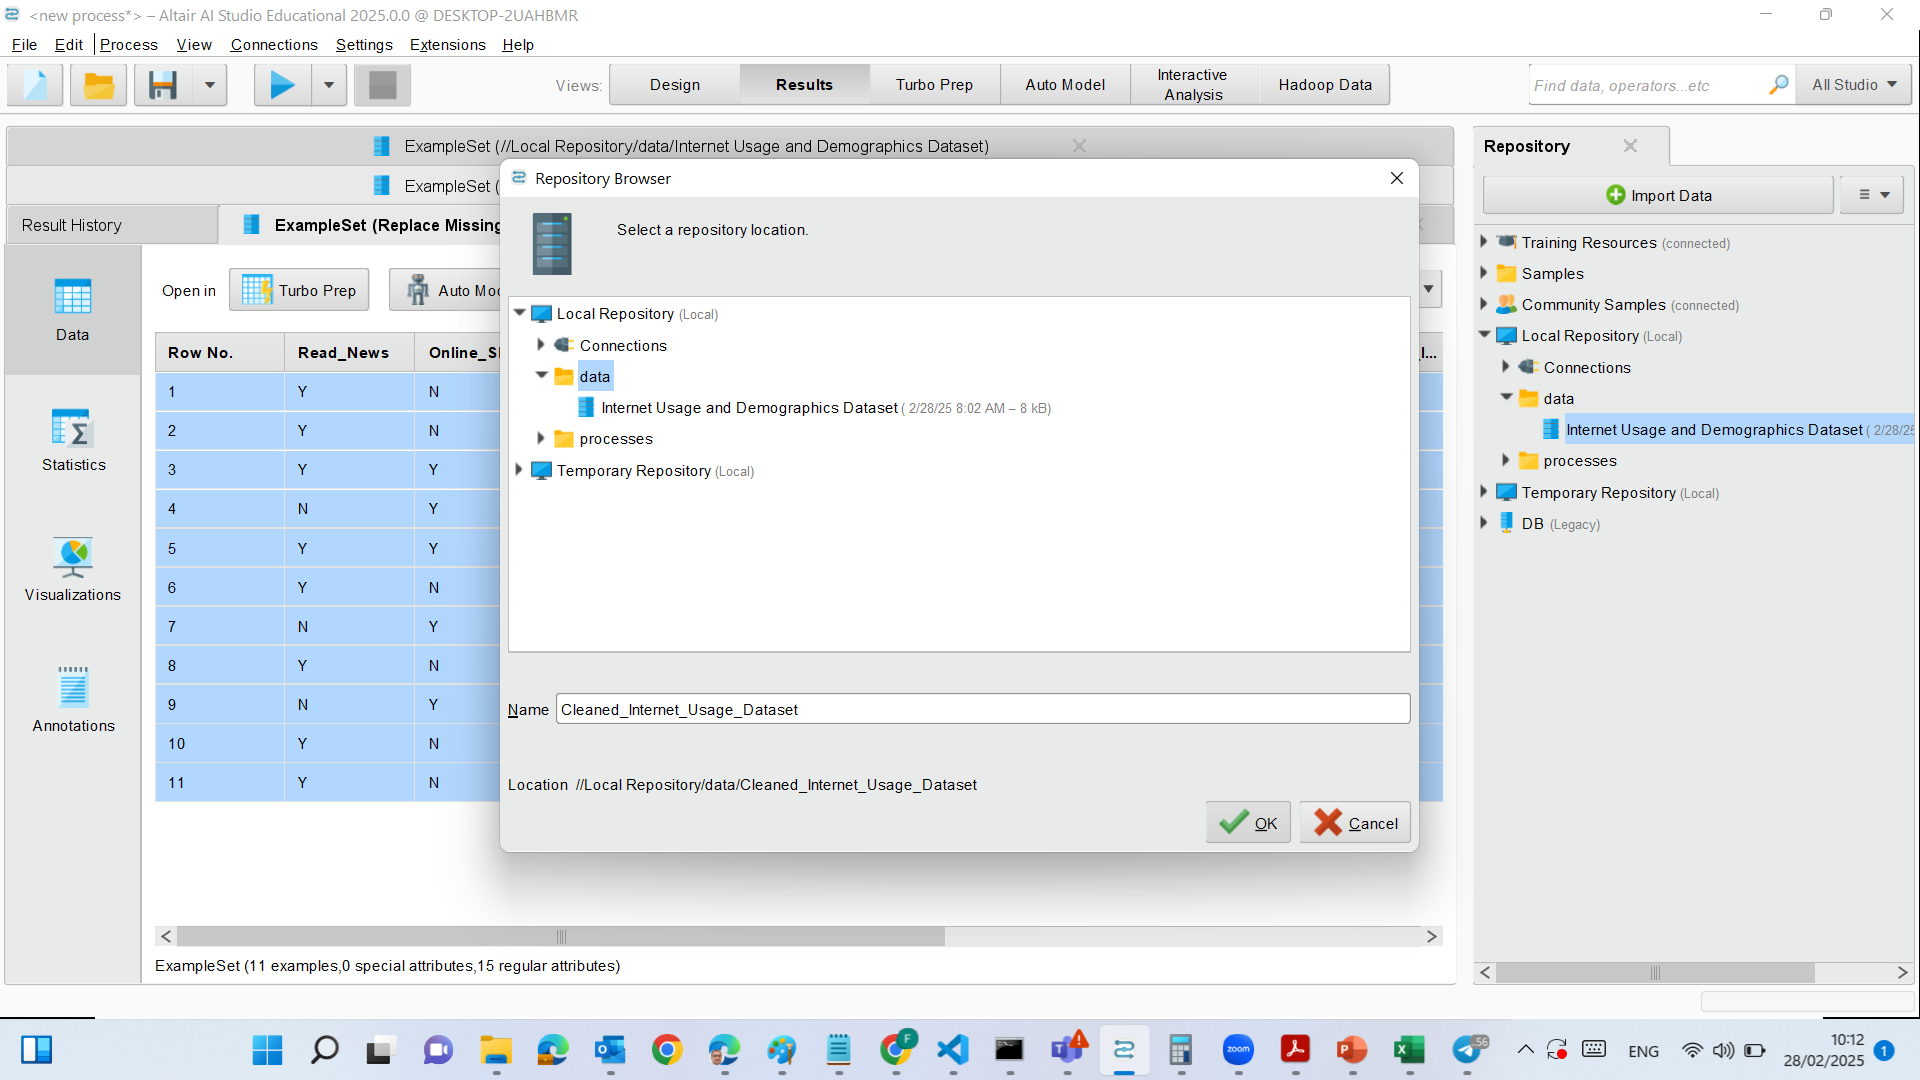 <new process*> – Altair AI Studio Educational 2025.0.0 @ DESKTOP-2UAHBMR
File Edit Process View Connections Settings Extensions Help
Views: Design Results Turbo Prep Auto Model Interactive Analysis Hadoop Data
Find data, operators...etc
All Studio
ExampleSet (//Local Repository/data/Internet Usage and Demographics Dataset)
ExampleSet (
Result History
ExampleSet (Replace Missing
Data
Statistics
Visualizations
Annotations
Open in Turbo Prep
Row No. Read_News
1 Y N
2 Y N
3 Y Y
4 N Y
5 Y Y
6 Y N
7 N Y
8 Y N
9 N Y
10 Y N
11 Y N
ExampleSet (11 examples,0 special attributes,15 regular attributes)
Repository Browser
Select a repository location.
Local Repository (Local)
Connections
data
Internet Usage and Demographics Dataset ( 2/28/25 8:02 AM – 8 kB)
processes
Temporary Repository (Local)
Name Cleaned_Internet_Usage_Dataset
Location //Local Repository/data/Cleaned_Internet_Usage_Dataset
OK Cancel
Repository
Import Data
Training Resources (connected)
Samples
Community Samples (connected)
Local Repository (Local)
Connections
data
Internet Usage and Demographics Dataset ( 2/28/25
processes
Temporary Repository (Local)
DB (Legacy)
F
zoom
56
ENG
10:12
28/02/2025
1